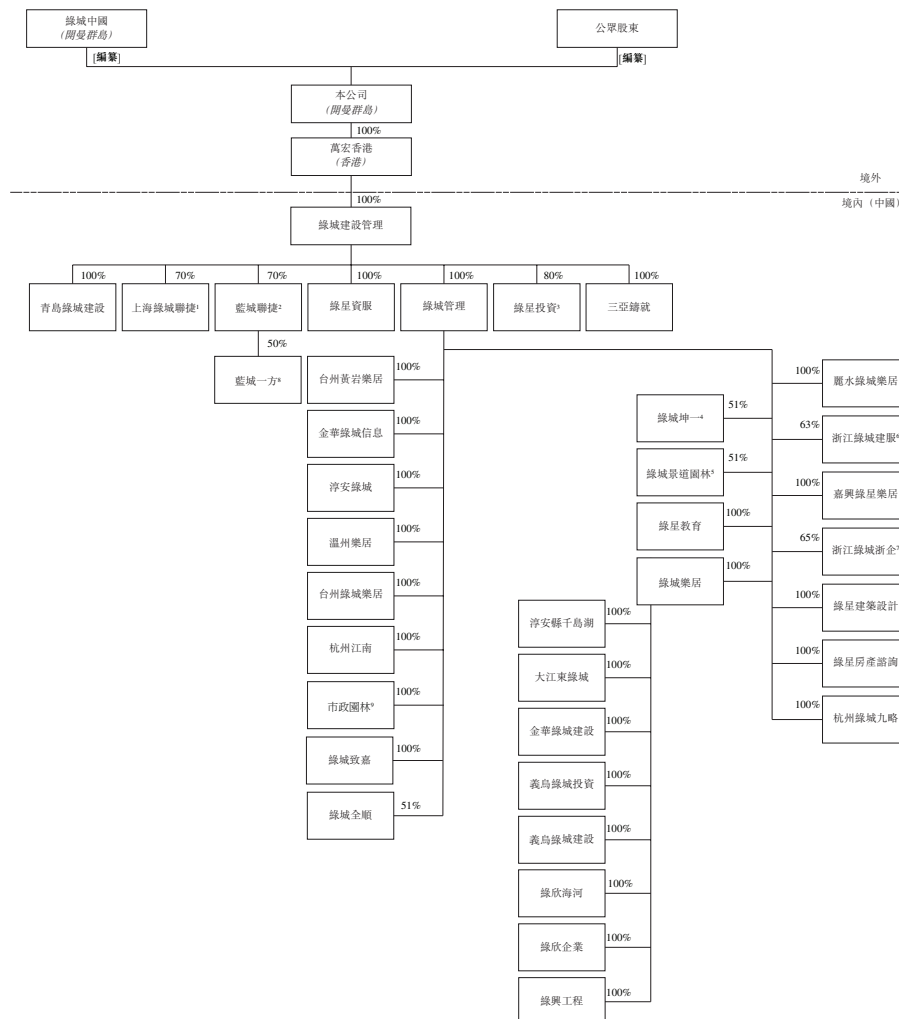 綠城中國
(開曼群島)
公眾股東
[編纂]
[編纂]
本公司
(開曼群島)
100%
萬宏香港
(香港)
境外
境內（中國）
100%
綠城建設管理
100%
70%
70%
100%
100%
80%
100%
青島綠城建設
上海綠城聯捷¹
藍城聯捷²
綠星資服
綠城管理
綠星投資³
三亞鑄就
50%
藍城一方⁸
台州黃岩樂居
100%
金華綠城信息
100%
淳安綠城
100%
溫州樂居
100%
台州綠城樂居
100%
杭州江南
100%
市政園林⁹
100%
綠城致嘉
100%
綠城全順
51%
綠城坤一⁴
51%
綠城景道園林⁵
51%
綠星教育
100%
綠城樂居
100%
淳安縣千島湖
100%
大江東綠城
100%
金華綠城建設
100%
義烏綠城投資
100%
義烏綠城建設
100%
綠欣海河
100%
綠欣企業
100%
綠興工程
100%
100%
麗水綠城樂居
63%
浙江綠城建服⁶
100%
嘉興綠星樂居
65%
浙江綠城浙企⁷
100%
綠星建築設計
100%
綠星房產諮詢
100%
杭州綠城九略